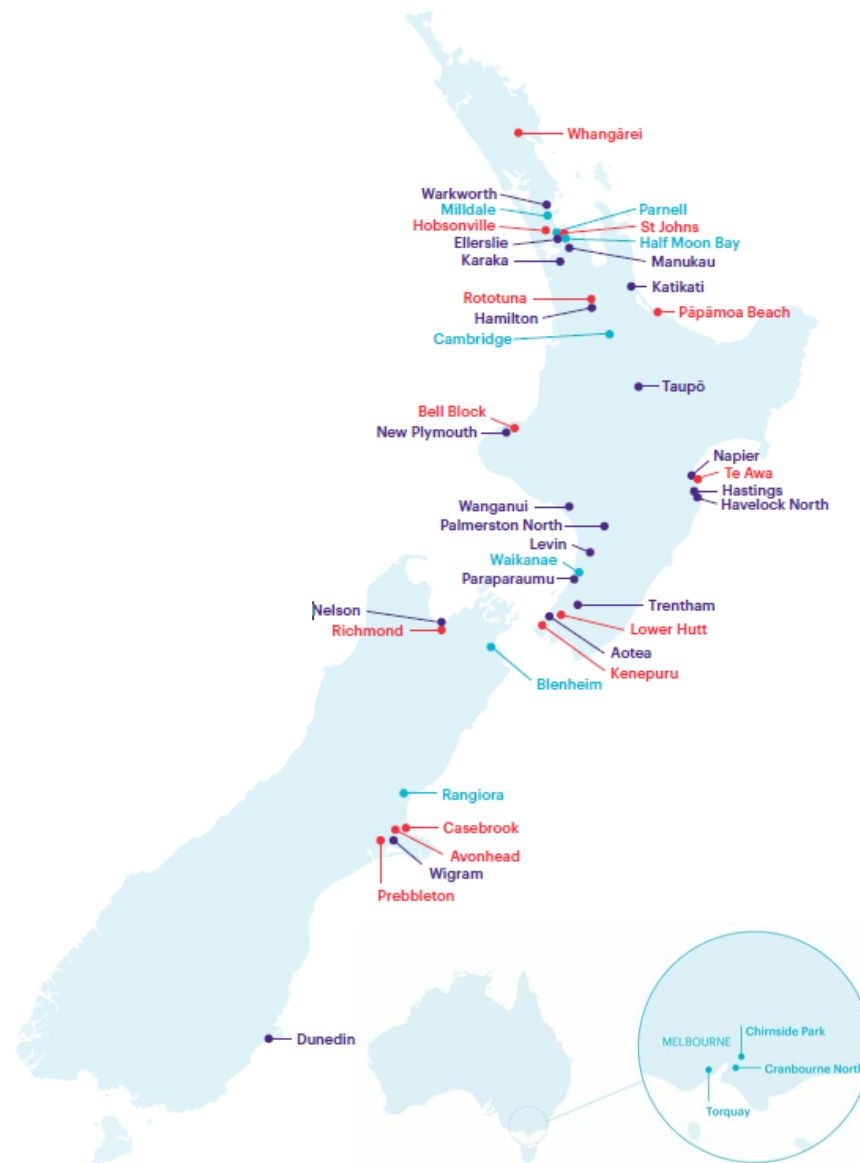 Whangārei
Warkworth
Milldale
Parnell
Hobsonville
St Johns
Ellerslie
Half Moon Bay
Karaka
Manukau
Katikati
Rototuna
Pāpāmoa Beach
Hamilton
Cambridge
Taupō
Bell Block
New Plymouth
Napier
Te Awa
Hastings
Wanganui
Havelock North
Palmerston North
Levin
Waikanae
Paraparaumu
Trentham
Nelson
Richmond
Lower Hutt
Aotea
Kenepuru
Blenheim
Rangiora
Casebrook
Avonhead
Wigram
Prebbleton
Dunedin
Chirnside Park
MELBOURNE
Cranbourne North
Torquay